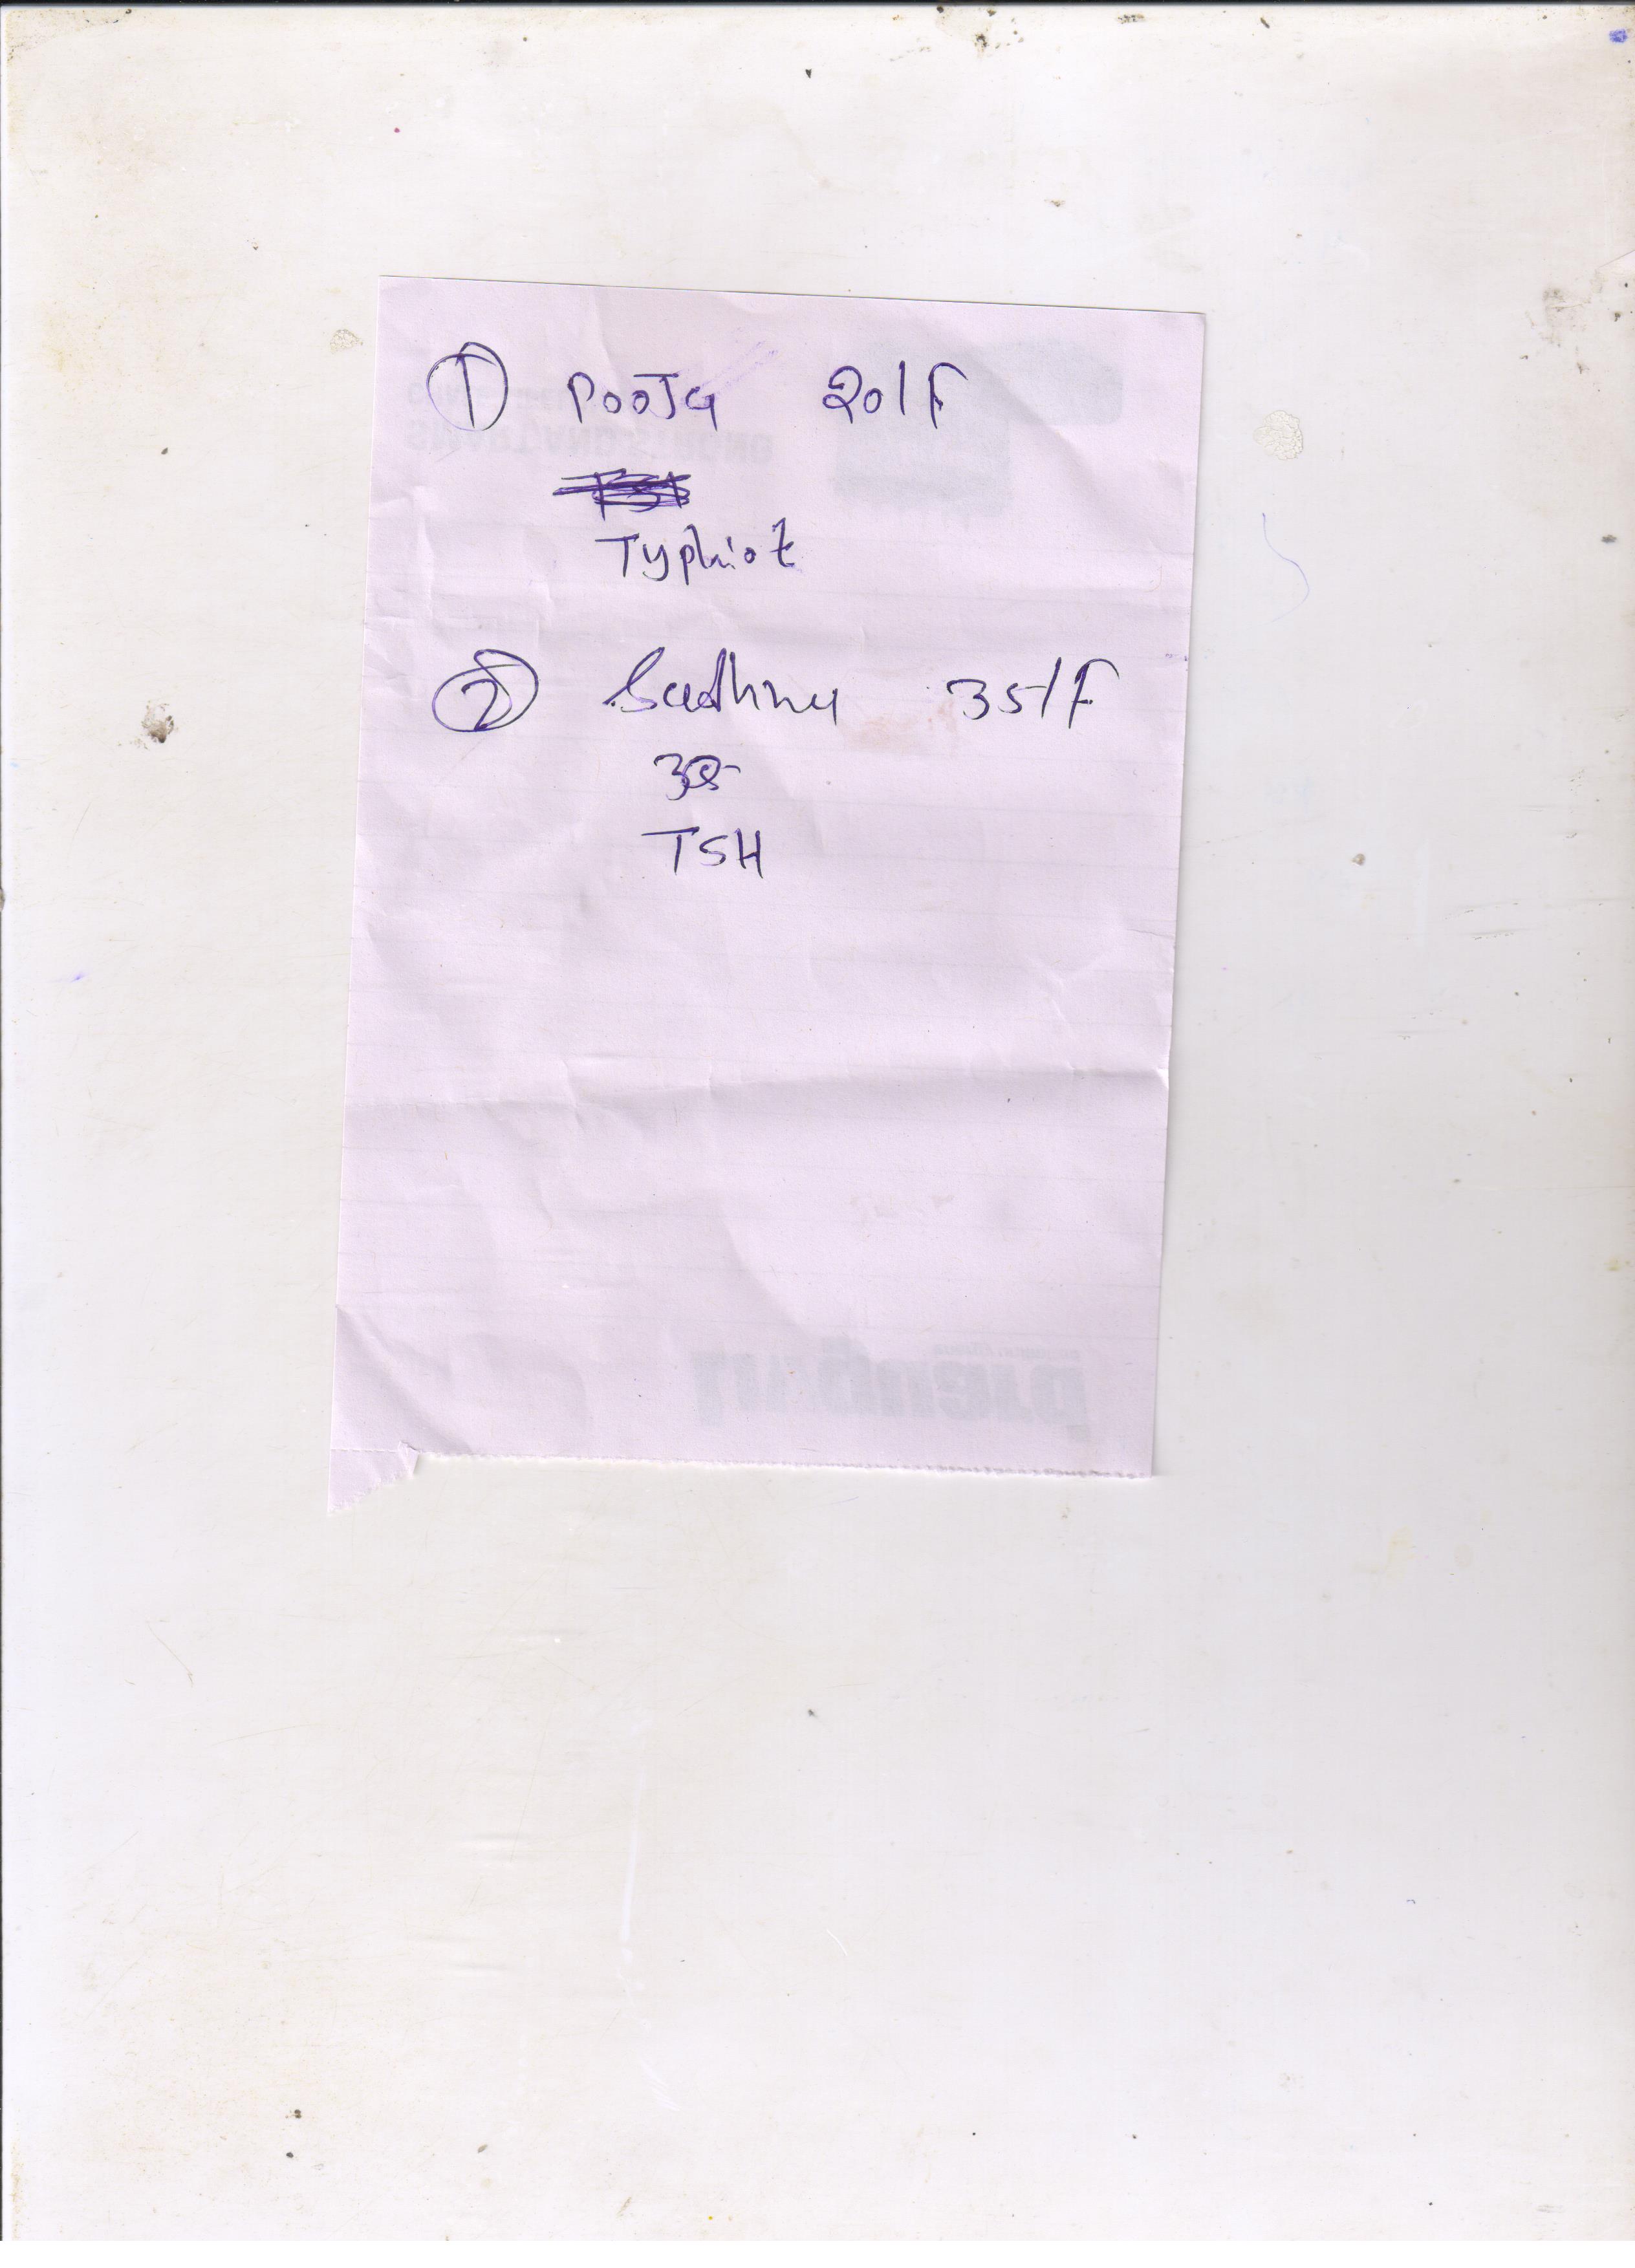 ① POOJA 20/F
Typhiot
② Sadhna 35/F
TSH